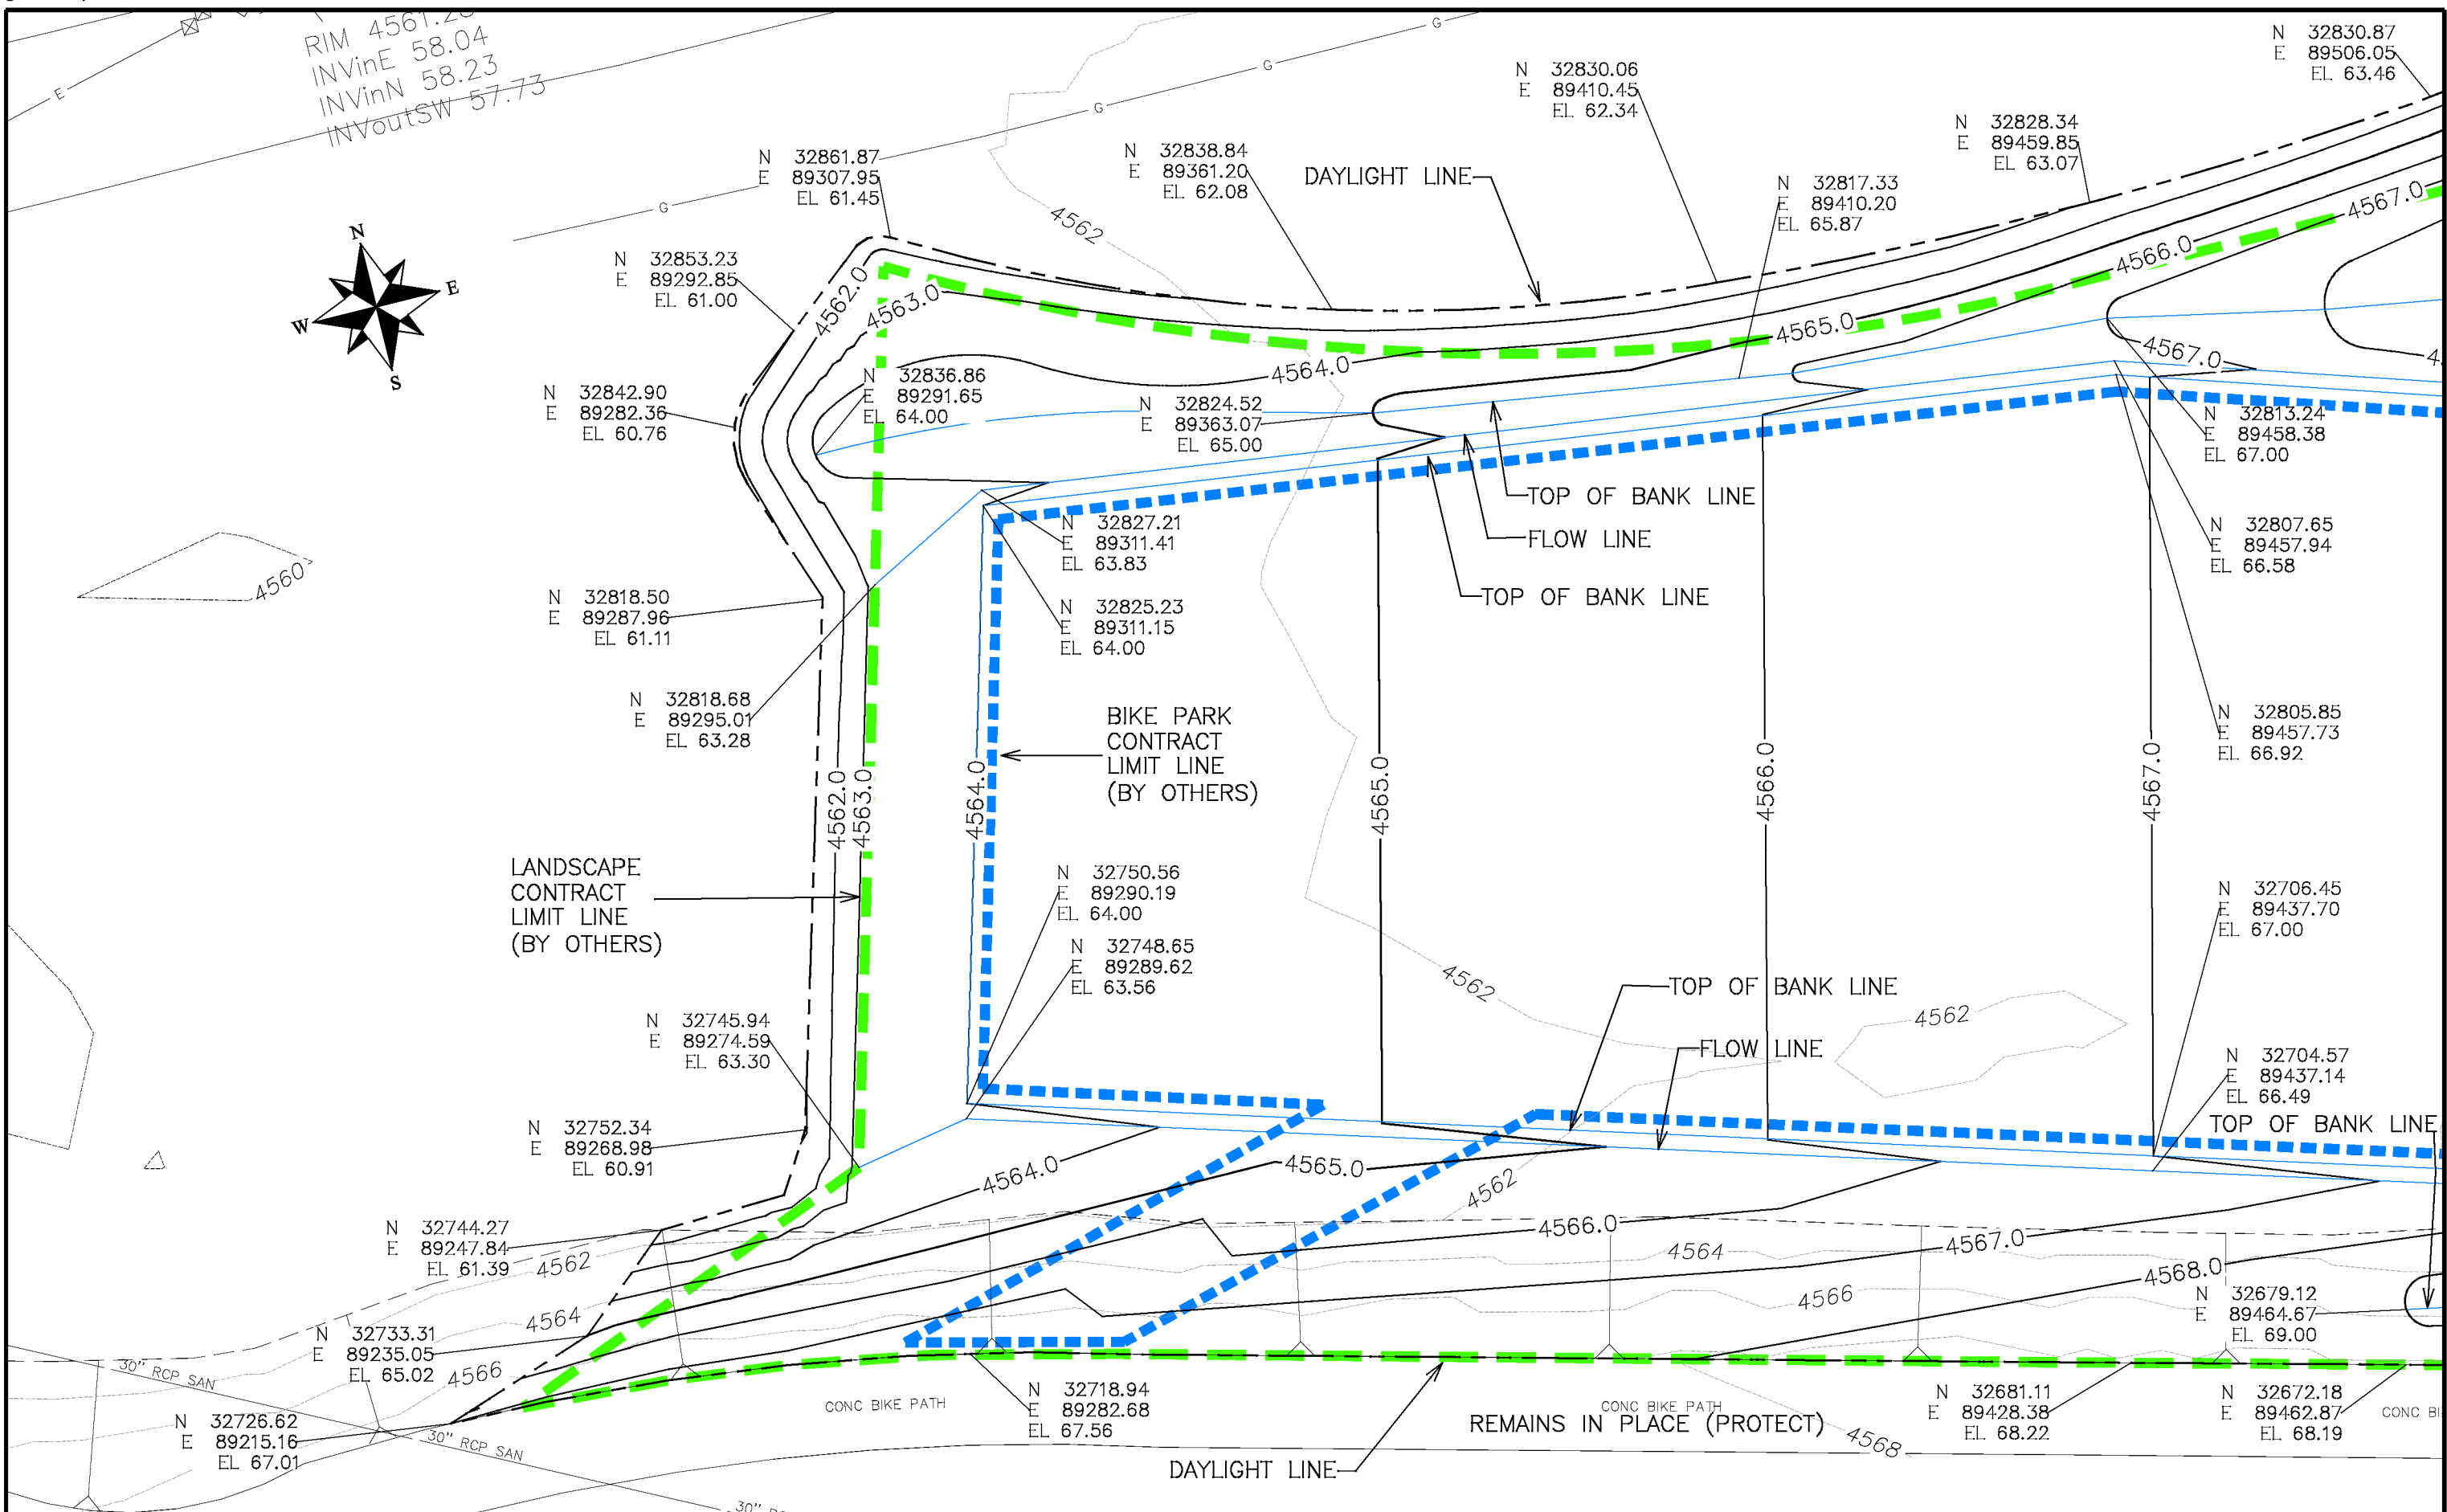 RIM 4561.28
INVinE 58.04
INVinN 58.23
INVoutSW 57.73
E
G
G
G
G
N 32830.87
E 89506.05
EL 63.46
N 32830.06
E 89410.45
EL 62.34
N 32828.34
E 89459.85
EL 63.07
N 32861.87
E 89307.95
EL 61.45
N 32838.84
E 89361.20
EL 62.08
DAYLIGHT LINE
N 32817.33
E 89410.20
EL 65.87
4567.0
4562
N
E
W
S
N 32853.23
E 89292.85
EL 61.00
4562.0
4563.0
4566.0
4565.0
4564.0
4567.0
N 32842.90
E 89282.36
EL 60.76
N 32836.86
E 89291.65
EL 64.00
N 32824.52
E 89363.07
EL 65.00
N 32813.24
E 89458.38
EL 67.00
TOP OF BANK LINE
FLOW LINE
TOP OF BANK LINE
N 32827.21
E 89311.41
EL 63.83
N 32807.65
E 89457.94
EL 66.58
4560
N 32818.50
E 89287.96
EL 61.11
N 32825.23
E 89311.15
EL 64.00
N 32818.68
E 89295.01
EL 63.28
BIKE PARK
CONTRACT
LIMIT LINE
(BY OTHERS)
N 32805.85
E 89457.73
EL 66.92
4562.0
4563.0
4564.0
4565.0
4566.0
4567.0
LANDSCAPE
CONTRACT
LIMIT LINE
(BY OTHERS)
N 32750.56
E 89290.19
EL 64.00
N 32706.45
E 89437.70
EL 67.00
N 32748.65
E 89289.62
EL 63.56
4562
TOP OF BANK LINE
4562
FLOW LINE
N 32745.94
E 89274.59
EL 63.30
N 32704.57
E 89437.14
EL 66.49
TOP OF BANK LINE
N 32752.34
E 89268.98
EL 60.91
4564.0
4565.0
4562
4566.0
4567.0
4568.0
N 32744.27
E 89247.84
EL 61.39
4562
4564
4566
N 32679.12
E 89464.67
EL 69.00
4564
N 32733.31
E 89235.05
EL 65.02
4566
30" RCP SAN
N 32718.94
E 89282.68
EL 67.56
CONC BIKE PATH
CONC BIKE PATH
REMAINS IN PLACE (PROTECT)
4568
N 32681.11
E 89428.38
EL 68.22
N 32672.18
E 89462.87
EL 68.19
CONC
N 32726.62
E 89215.16
EL 67.01
30" RCP SAN
DAYLIGHT LINE
30"